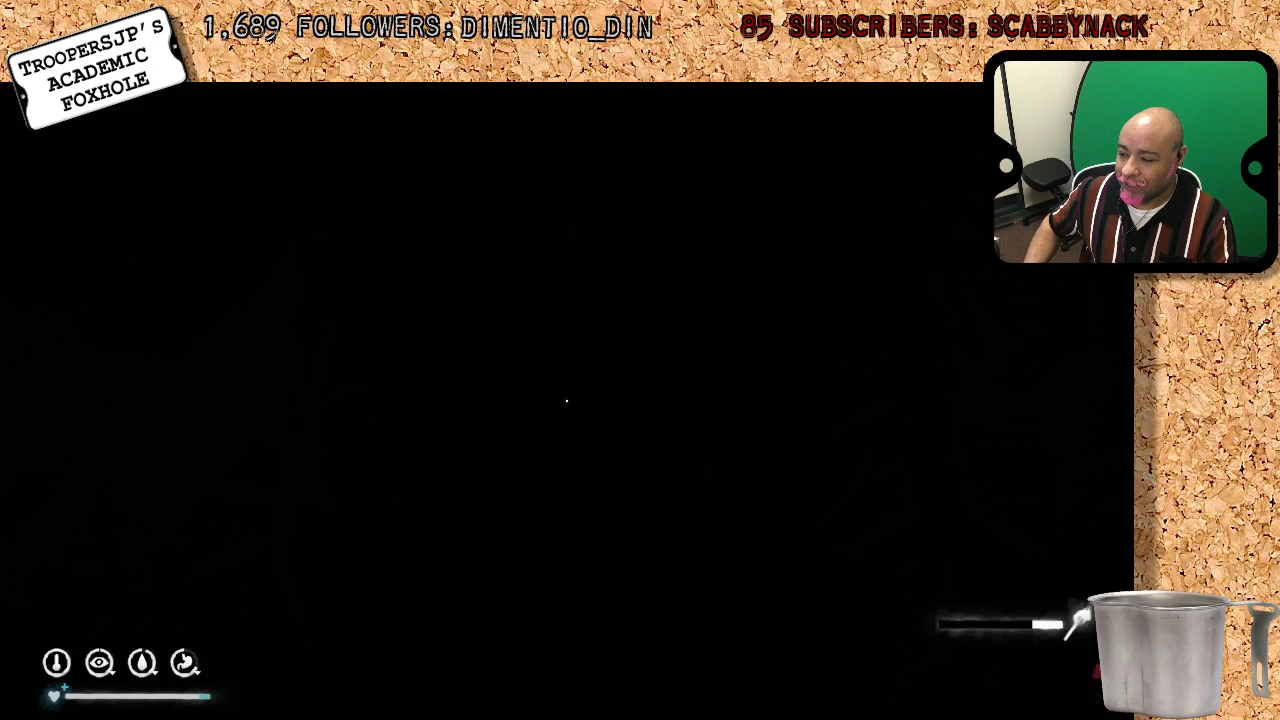 TROOPERSJP'S
ACADEMIC
FOXHOLE
1,689 FOLLOWERS: DIMENTIO_DIN
85 SUBSCRIBERS: SCABBYNACK